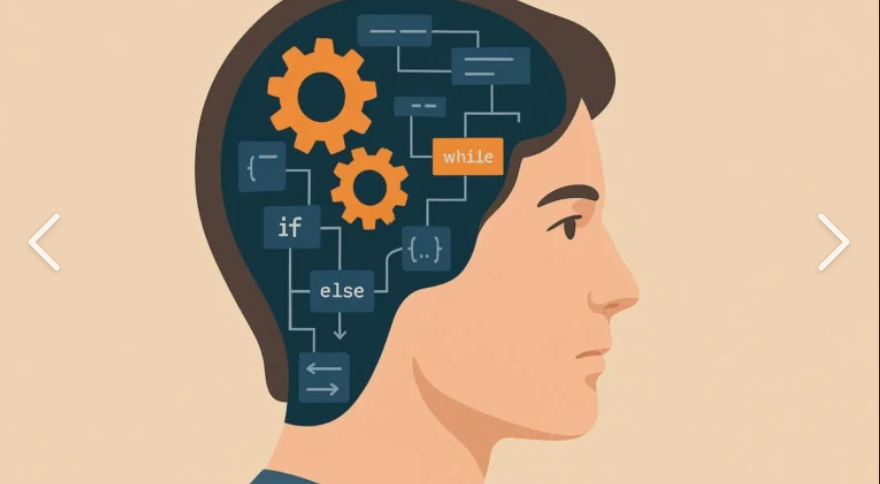 while
{
if
{..}
else